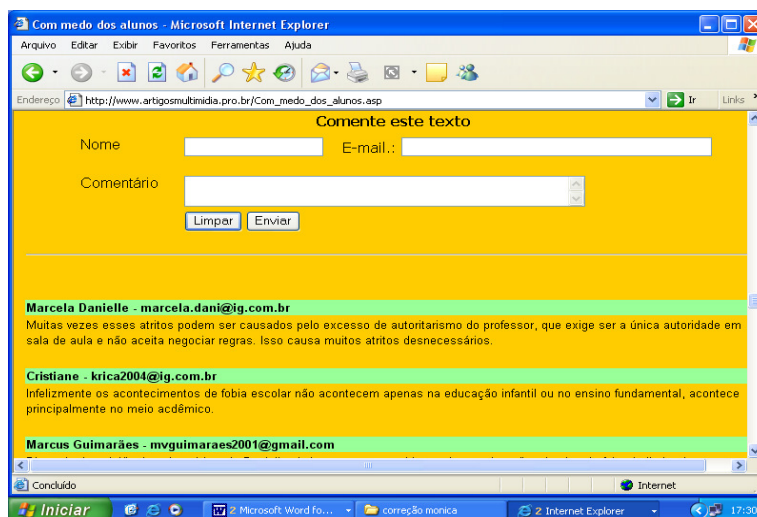 Com medo dos alunos - Microsoft Internet Explorer
Arquivo Editar Exibir Favoritos Ferramentas Ajuda
Endereço http://www.artigosmultimidia.pro.br/Com_medo_dos_alunos.asp Ir Links
Comente este texto
Nome E-mail.:
Comentário
Limpar Enviar
Marcela Danielle - marcela.dani@ig.com.br
Muitas vezes esses atritos podem ser causados pelo excesso de autoritarismo do professor, que exige ser a única autoridade em
sala de aula e não aceita negociar regras. Isso causa muitos atritos desnecessários.
Cristiane - krica2004@ig.com.br
Infelizmente os acontecimentos de fobia escolar não acontecem apenas na educação infantil ou no ensino fundamental, acontece
principalmente no meio acdêmico.
Marcus Guimarães - mvguimaraes2001@gmail.com
Concluído Internet
Iniciar 2 Microsoft Word fo... correção monica 2 Internet Explorer 17:30